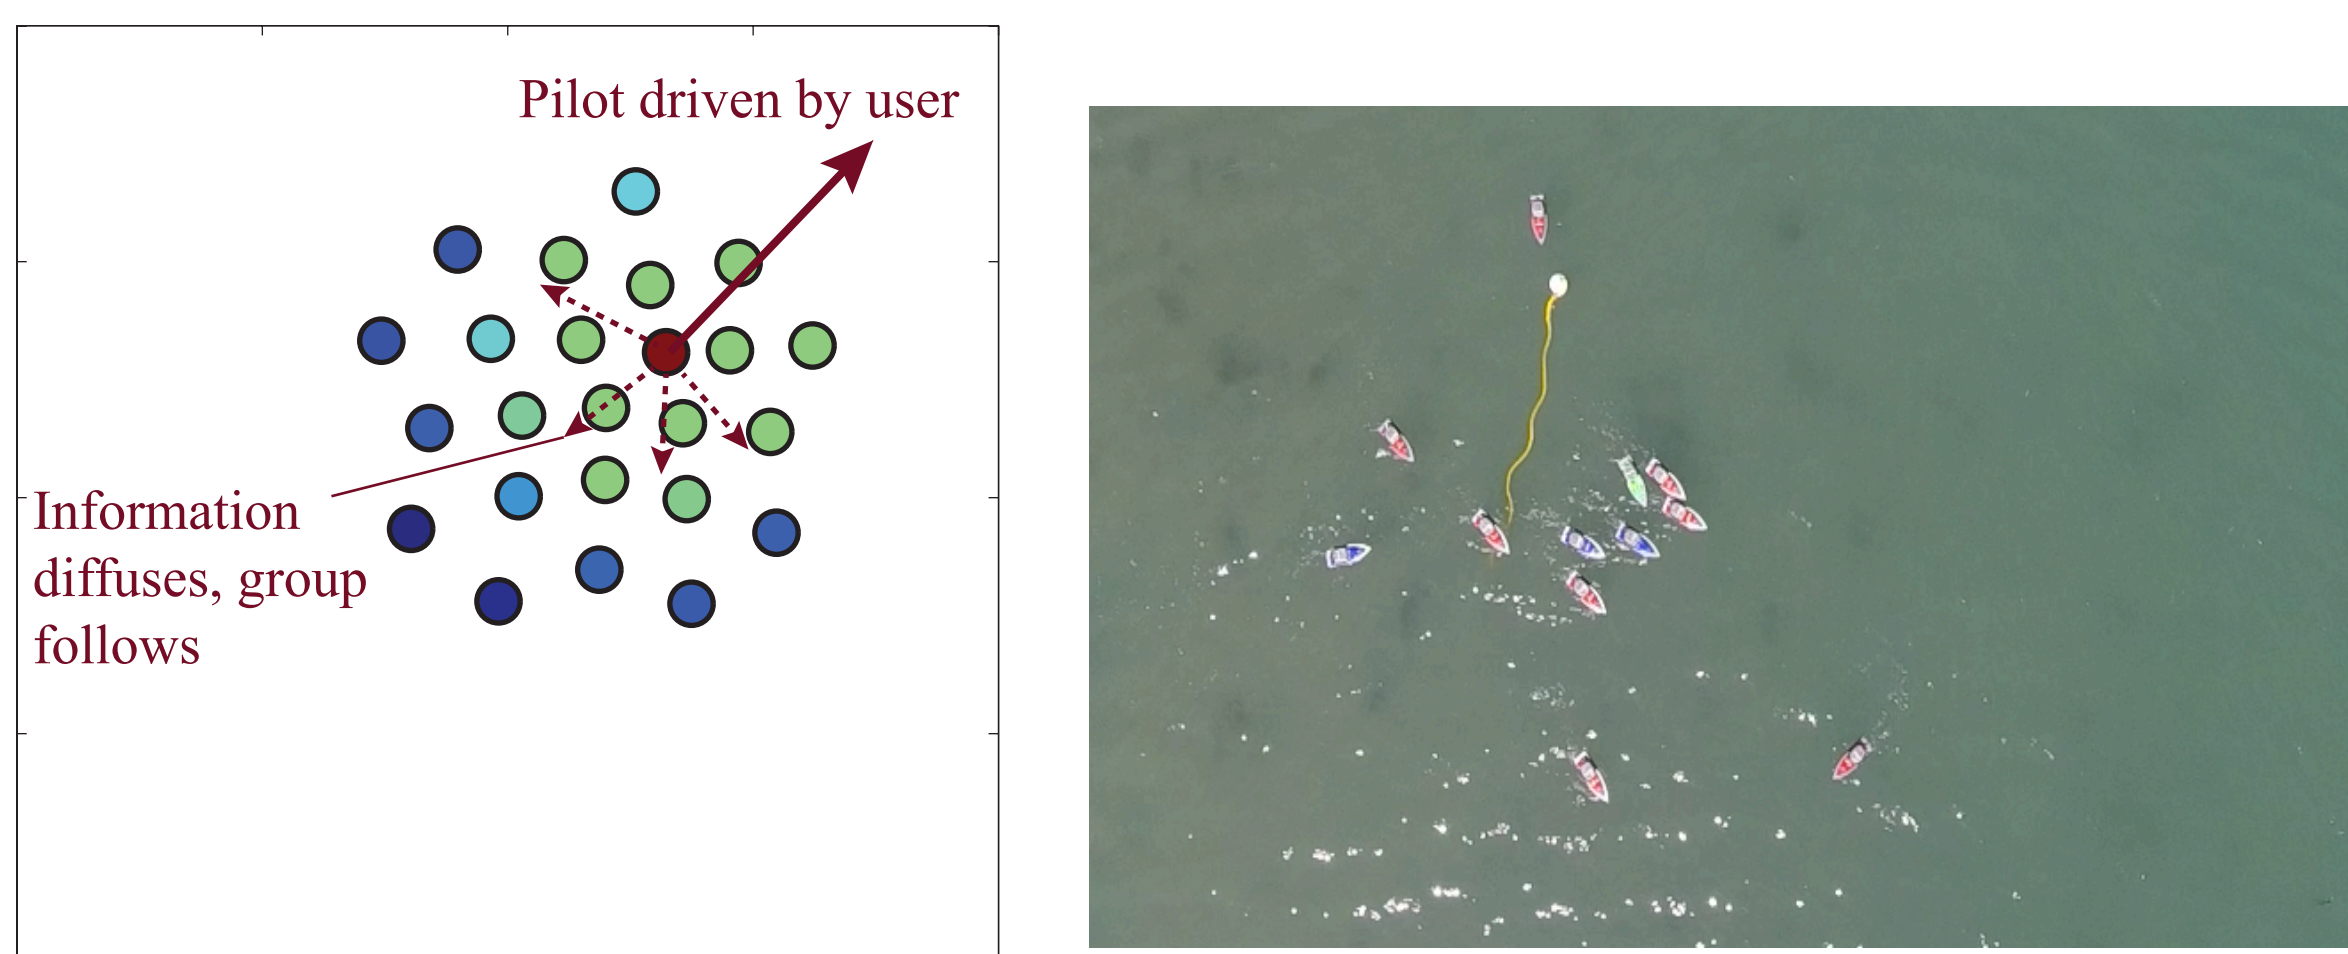 Pilot driven by user
Information
diffuses, group
follows